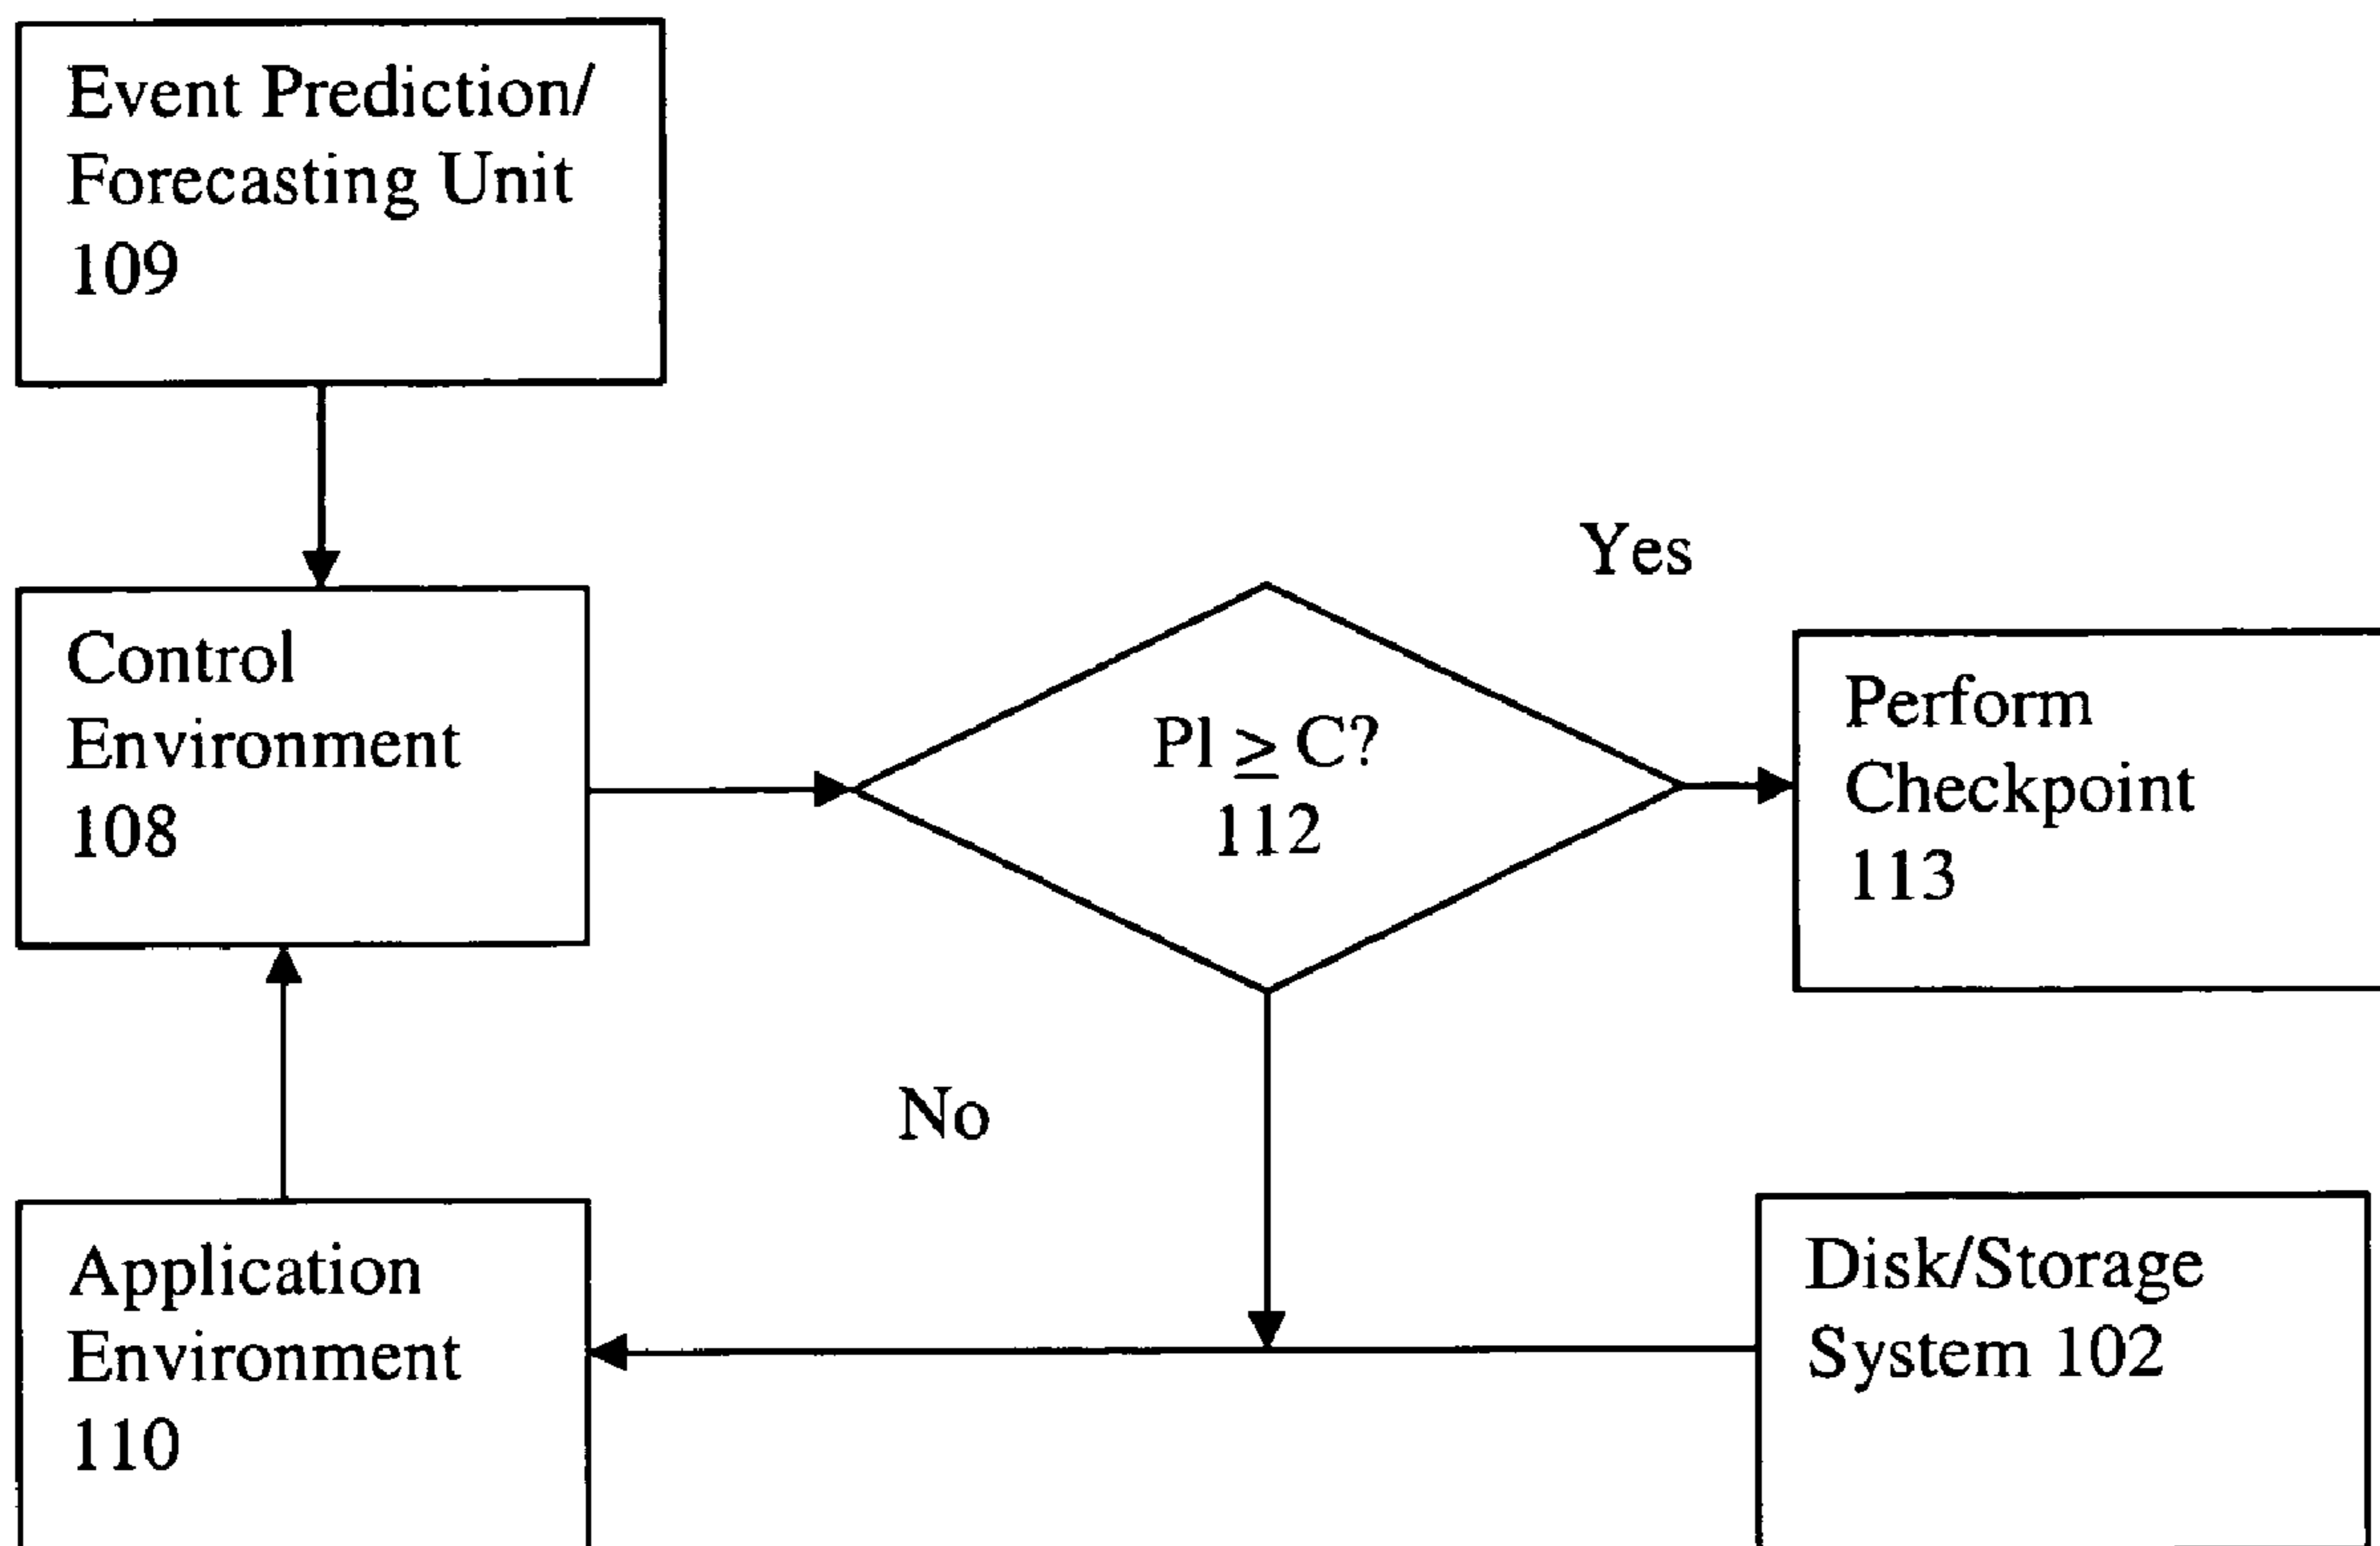 Event Prediction/
Forecasting Unit
109
Yes
Control
Environment
108
Pl ≥ C?
112
Perform
Checkpoint
113
No
Application
Environment
110
Disk/Storage
System 102